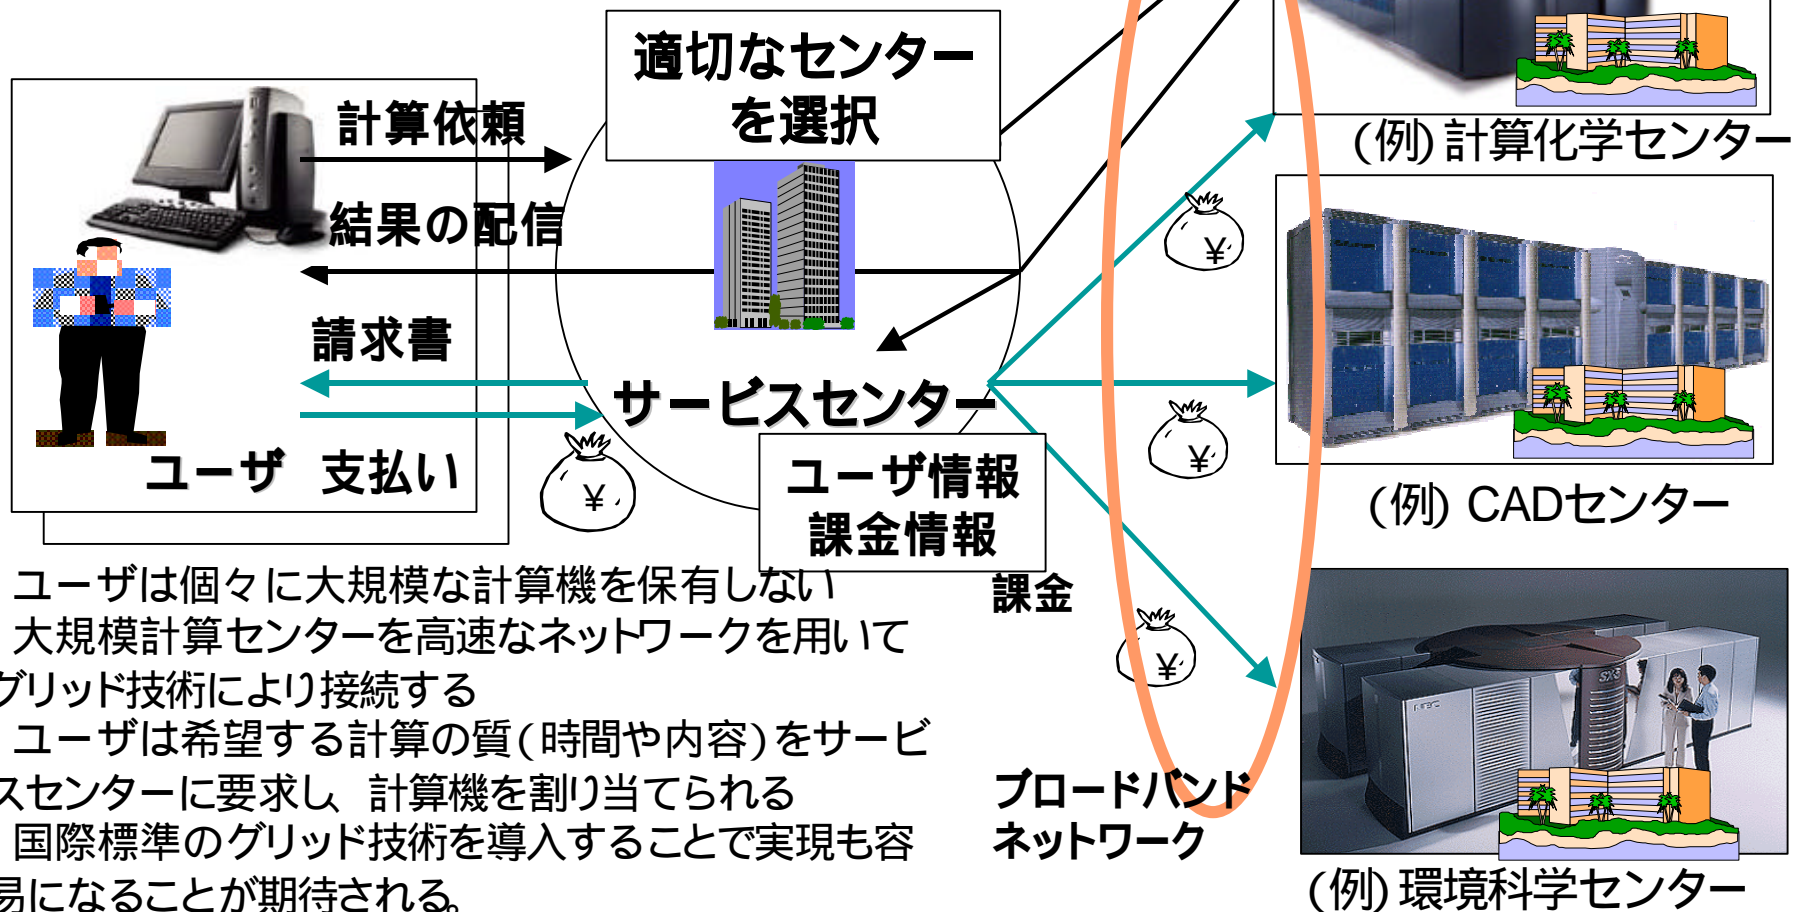 適切なセンター
を選択
計算依頼
結果の配信
請求書
ユーザ 支払い
¥
サービスセンター
ユーザ情報
課金情報
課金
¥
¥
¥
ブロードバンド
ネットワーク
(例) 計算化学センター
(例) CADセンター
NEC
(例) 環境科学センター
ユーザは個々に大規模な計算機を保有しない
大規模計算センターを高速なネットワークを用いて
グリッド技術により接続する
ユーザは希望する計算の質(時間や内容)をサービ
スセンターに要求し、計算機を割り当てられる
国際標準のグリッド技術を導入することで実現も容
易になることが期待される。